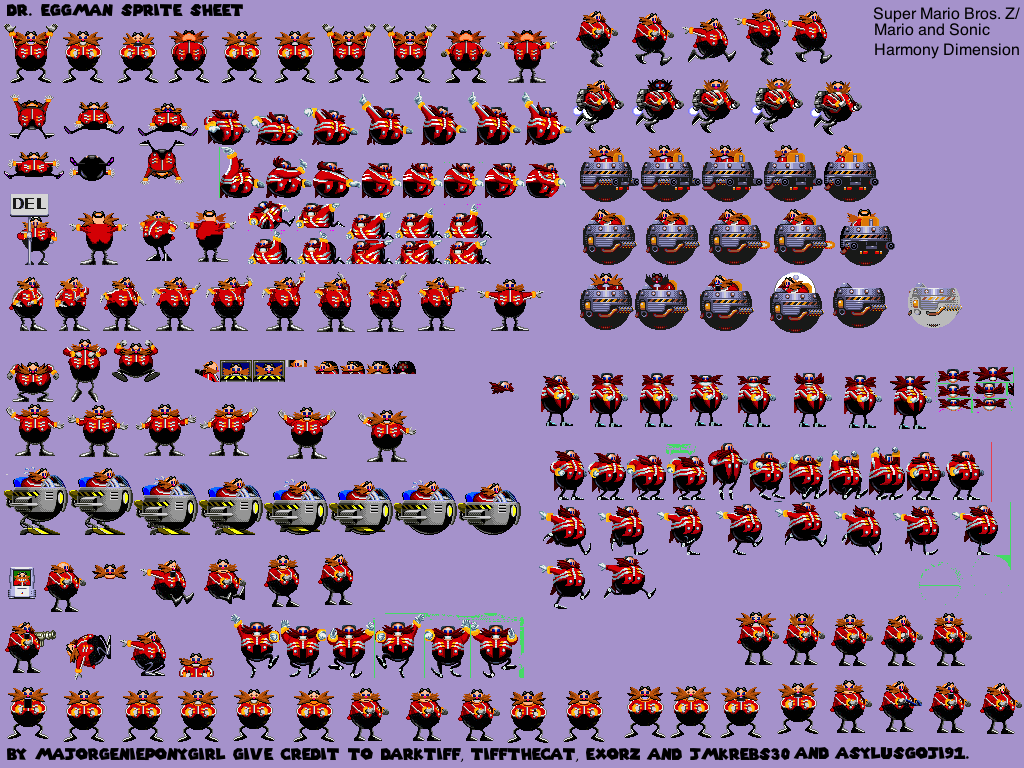 DR. EGGMAN SPRITE SHEET
Super Mario Bros. Z/
Mario and Sonic
Harmony Dimension
DEL
BY MAJORGENIEPONYGIRL GIVE CREDIT TO DARKTIFF, TIFFTHECAT, EXORZ AND JMKREBS30 AND ASYLUSGOJI91.